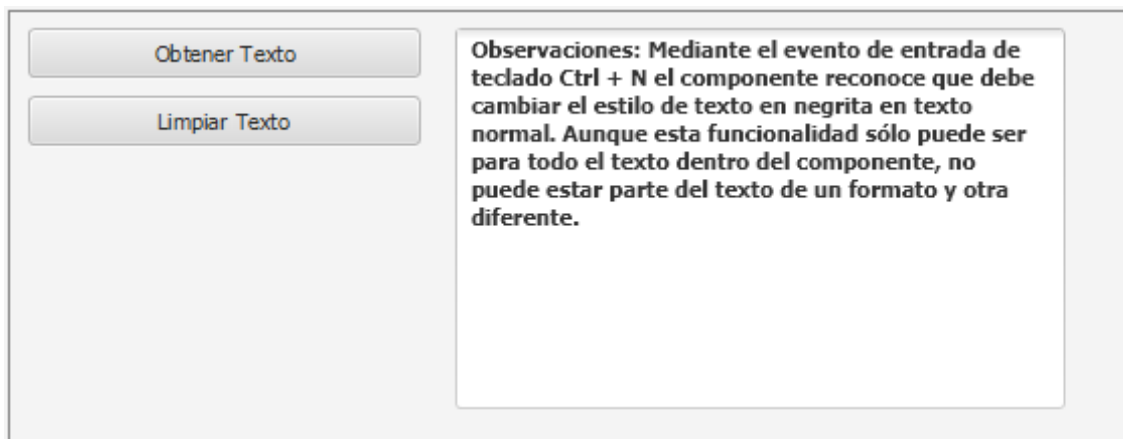 Obtener Texto
Limpiar Texto
Observaciones: Mediante el evento de entrada de
teclado Ctrl + N el componente reconoce que debe
cambiar el estilo de texto en negrita en texto
normal. Aunque esta funcionalidad sólo puede ser
para todo el texto dentro del componente, no
puede estar parte del texto de un formato y otra
diferente.